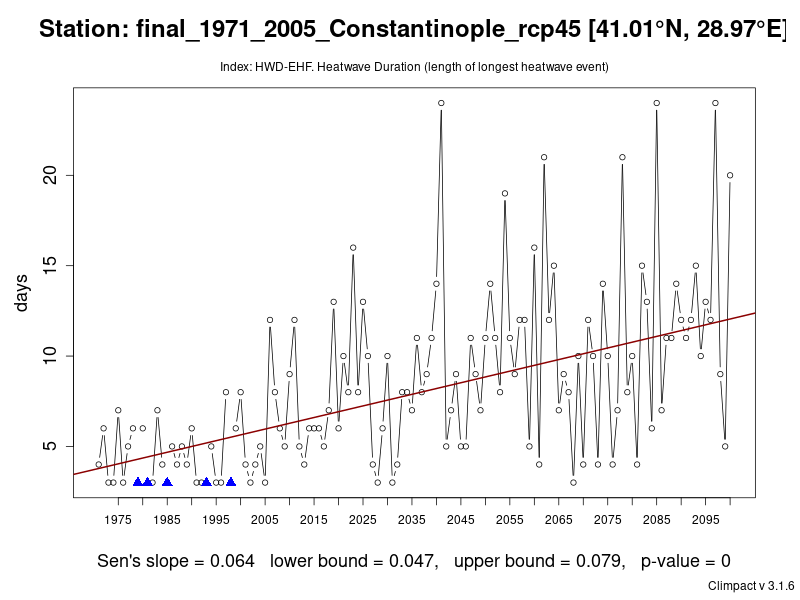 Station: final_1971_2005_Constantinople_rcp45 [41.01°N, 28.97°E]
Index: HWD-EHF. Heatwave Duration (length of longest heatwave event)
days
20
15
10
5
1975 1985 1995 2005 2015 2025 2035 2045 2055 2065 2075 2085 2095
Sen's slope = 0.064 lower bound = 0.047, upper bound = 0.079, p-value = 0
Climpact v 3.1.6